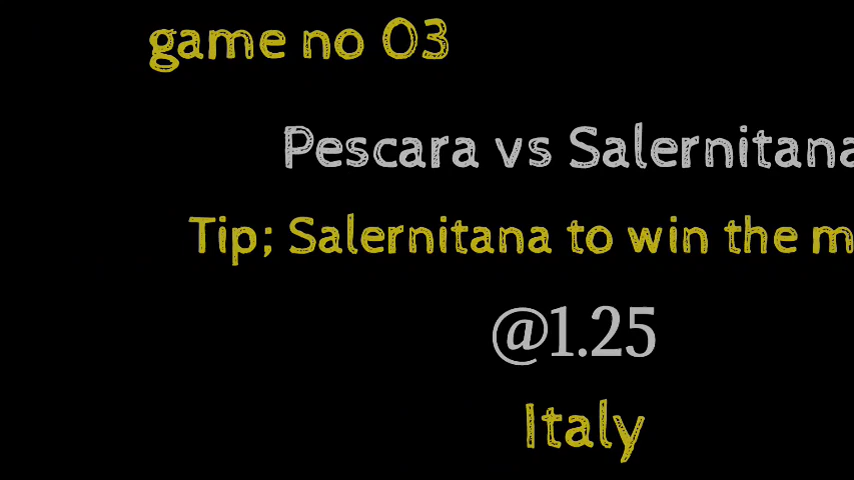 game no 03
Pescara vs Salernitana
Tip; Salernitana to win the
@1.25
Italy